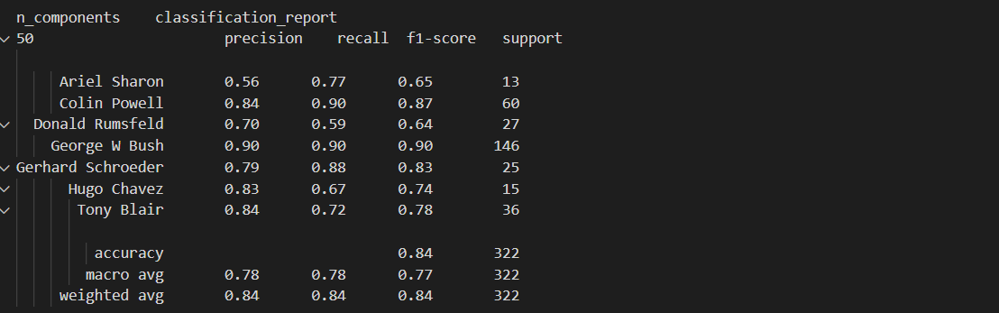 n_components    classification_report
50                      precision    recall  f1-score   support

     Ariel Sharon       0.56      0.77      0.65        13
     Colin Powell       0.84      0.90      0.87        60
  Donald Rumsfeld       0.70      0.59      0.64        27
    George W Bush       0.90      0.90      0.90       146
Gerhard Schroeder       0.79      0.88      0.83        25
      Hugo Chavez       0.83      0.67      0.74        15
       Tony Blair       0.84      0.72      0.78        36

         accuracy                           0.84       322
        macro avg       0.78      0.78      0.77       322
     weighted avg       0.84      0.84      0.84       322